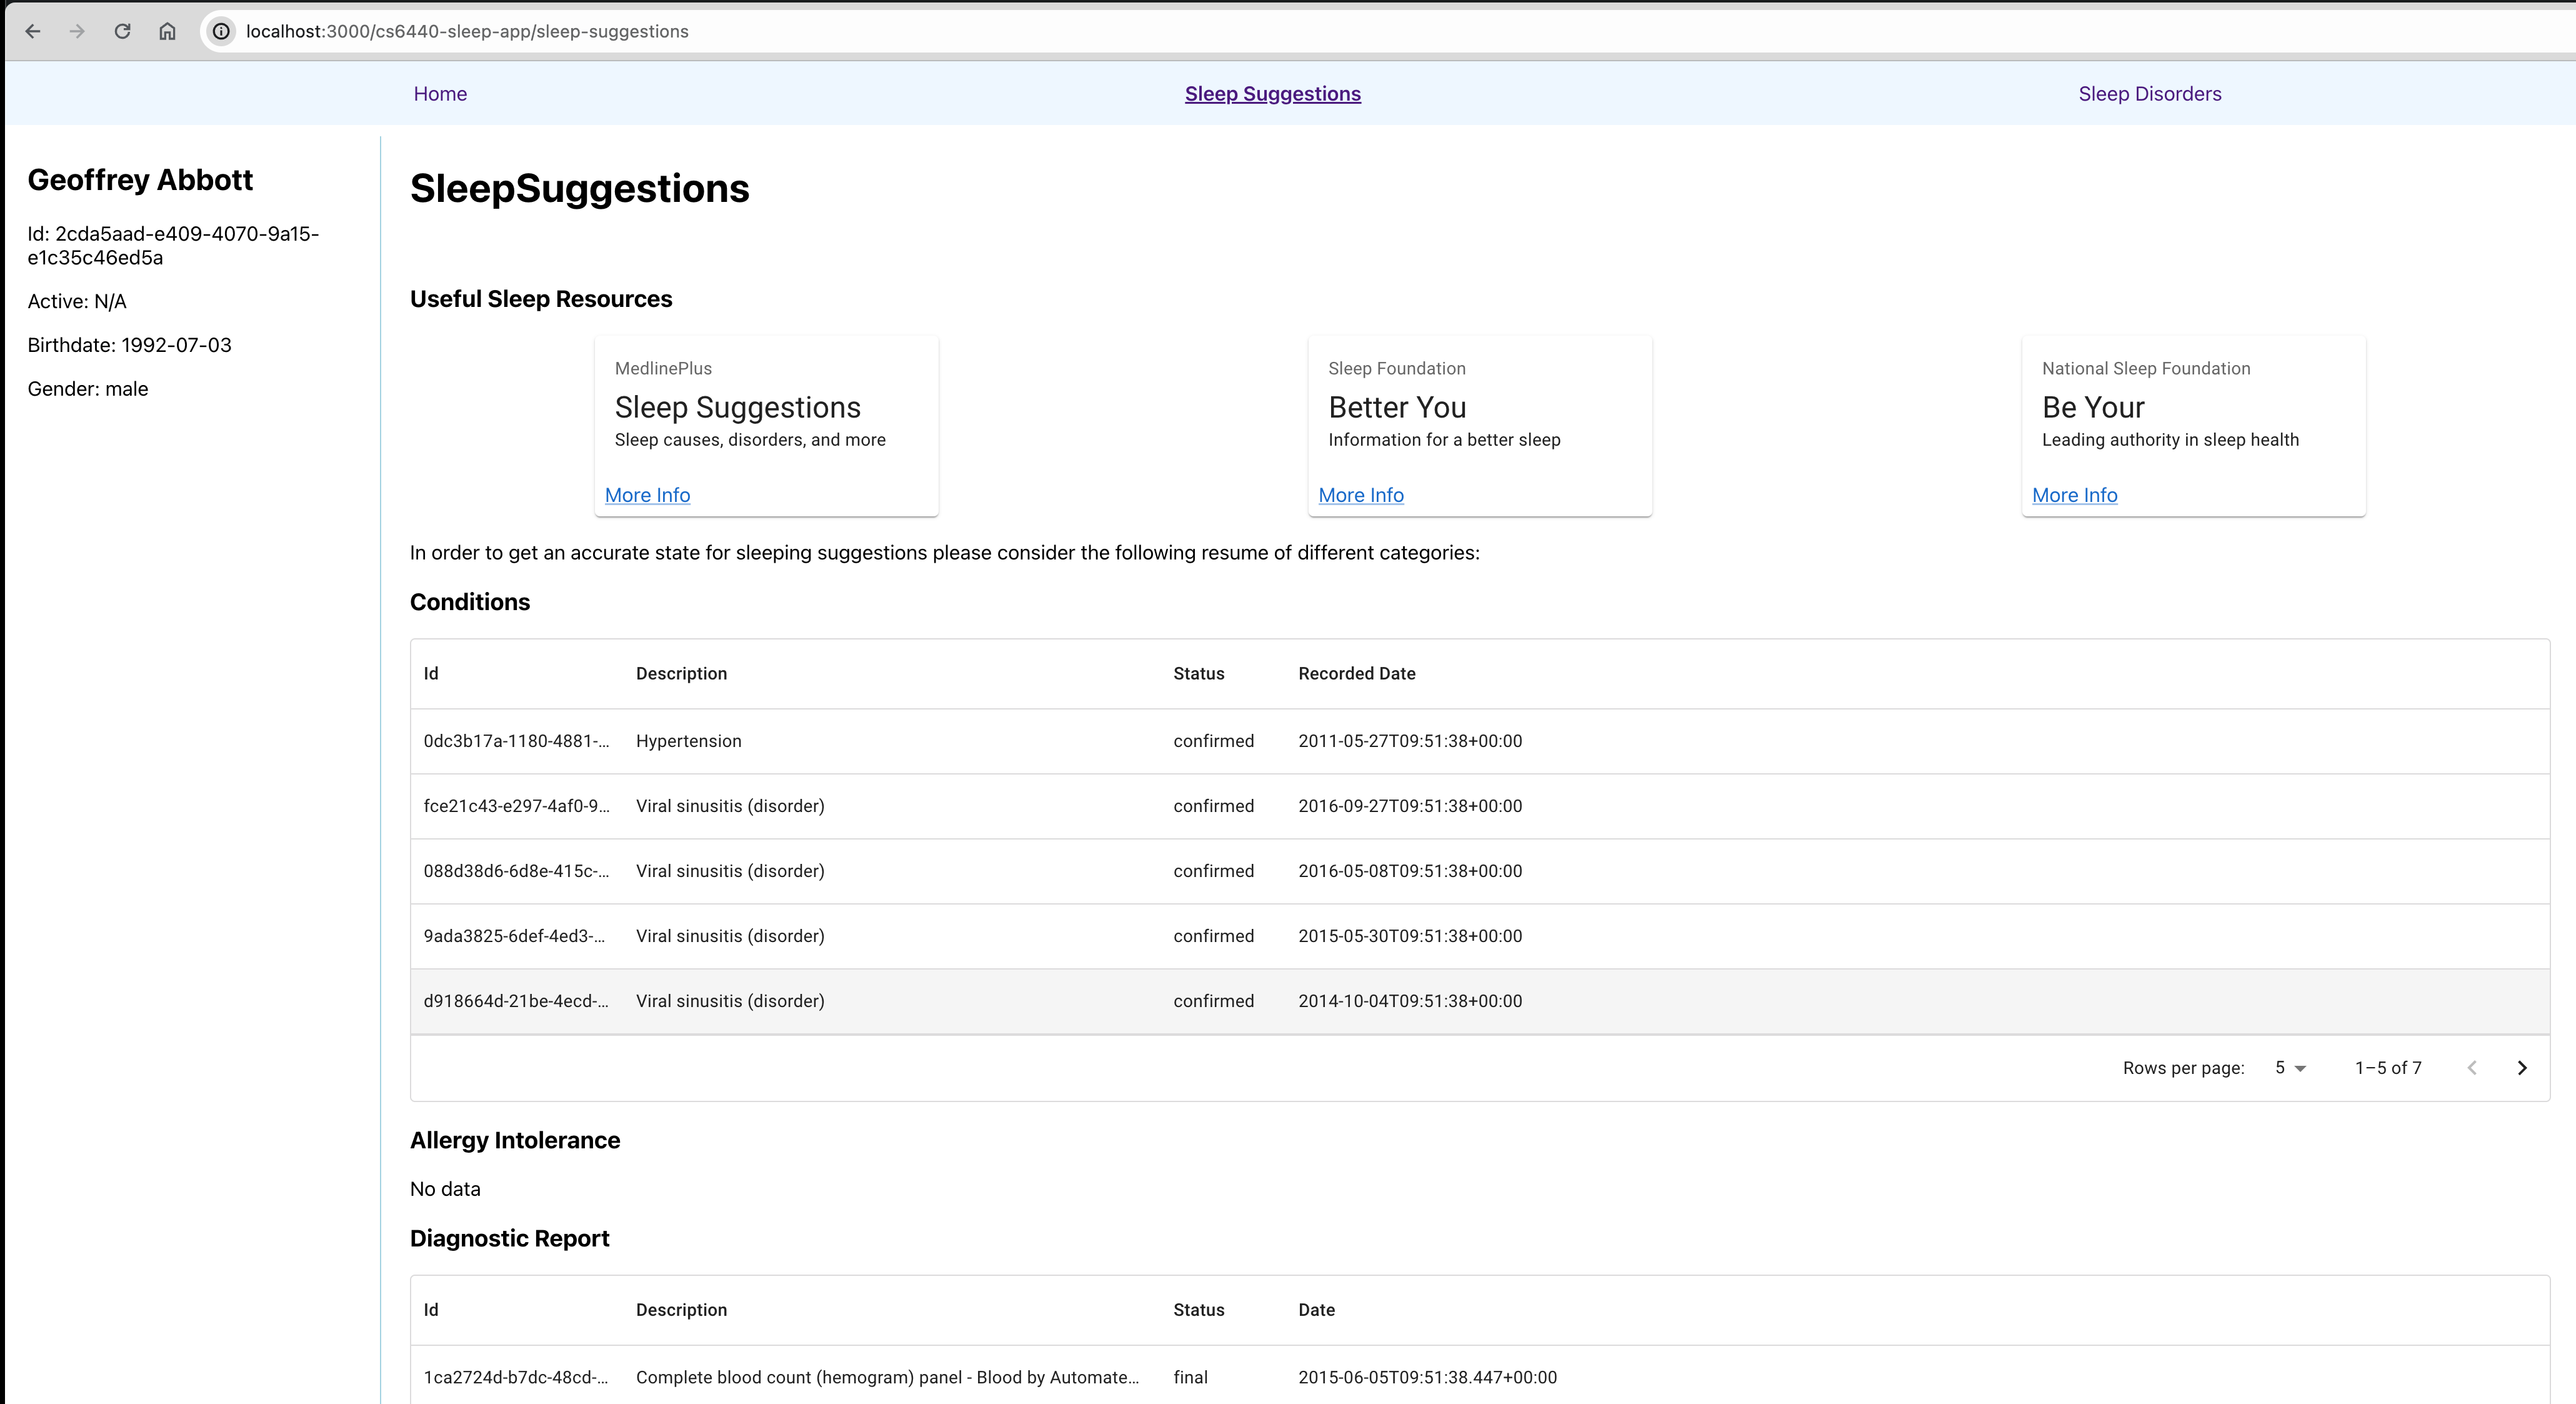 localhost:3000/cs6440-sleep-app/sleep-suggestions
Home Sleep Suggestions Sleep Disorders
Geoffrey Abbott
Id: 2cda5aad-e409-4070-9a15-
e1c35c46ed5a
Active: N/A
Birthdate: 1992-07-03
Gender: male
SleepSuggestions
Useful Sleep Resources
MedlinePlus
Sleep Suggestions
Sleep causes, disorders, and more
More Info
Sleep Foundation
Better You
Information for a better sleep
More Info
National Sleep Foundation
Be Your
Leading authority in sleep health
More Info
In order to get an accurate state for sleeping suggestions please consider the following resume of different categories:
Conditions
Id Description Status Recorded Date
0dc3b17a-1180-4881-... Hypertension confirmed 2011-05-27T09:51:38+00:00
fce21c43-e297-4af0-9... Viral sinusitis (disorder) confirmed 2016-09-27T09:51:38+00:00
088d38d6-6d8e-415c-... Viral sinusitis (disorder) confirmed 2016-05-08T09:51:38+00:00
9ada3825-6def-4ed3-... Viral sinusitis (disorder) confirmed 2015-05-30T09:51:38+00:00
d918664d-21be-4ecd-... Viral sinusitis (disorder) confirmed 2014-10-04T09:51:38+00:00
Rows per page: 5 1–5 of 7
Allergy Intolerance
No data
Diagnostic Report
Id Description Status Date
1ca2724d-b7dc-48cd-... Complete blood count (hemogram) panel - Blood by Automate... final 2015-06-05T09:51:38.447+00:00